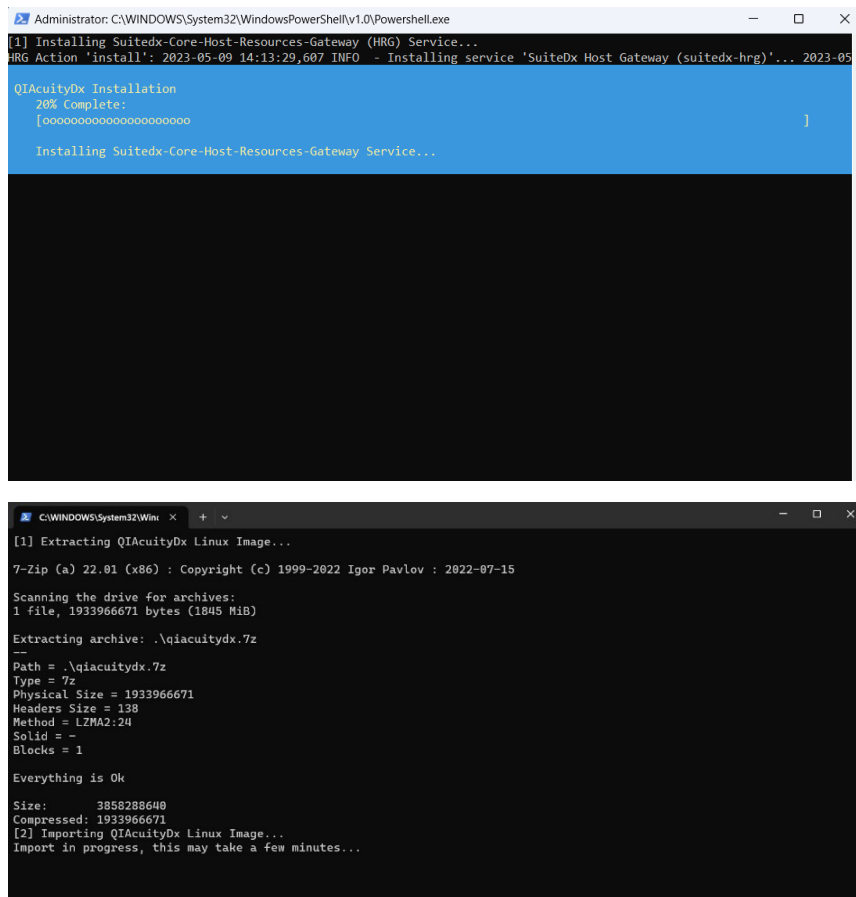 Administrator: C:\WINDOWS\System32\WindowsPowerShell\v1.0\Powershell.exe
[1] Installing Suitedx-Core-Host-Resources-Gateway (HRG) Service...
HRG Action 'install': 2023-05-09 14:13:29,607 INFO  - Installing service 'SuiteDx Host Gateway (suitedx-hrg)'... 2023-05
QIAcuityDx Installation
20% Complete:
[ooooooooooooooooooooo ]
Installing Suitedx-Core-Host-Resources-Gateway Service...
C:\WINDOWS\System32\Wind
[1] Extracting QIAcuityDx Linux Image...
7-Zip (a) 22.01 (x86) : Copyright (c) 1999-2022 Igor Pavlov : 2022-07-15
Scanning the drive for archives:
1 file, 1933966671 bytes (1845 MiB)
Extracting archive: .\qiacuitydx.7z
--
Path = .\qiacuitydx.7z
Type = 7z
Physical Size = 1933966671
Headers Size = 138
Method = LZMA2:24
Solid = -
Blocks = 1
Everything is Ok
Size:       3858288640
Compressed: 1933966671
[2] Importing QIAcuityDx Linux Image...
Import in progress, this may take a few minutes...